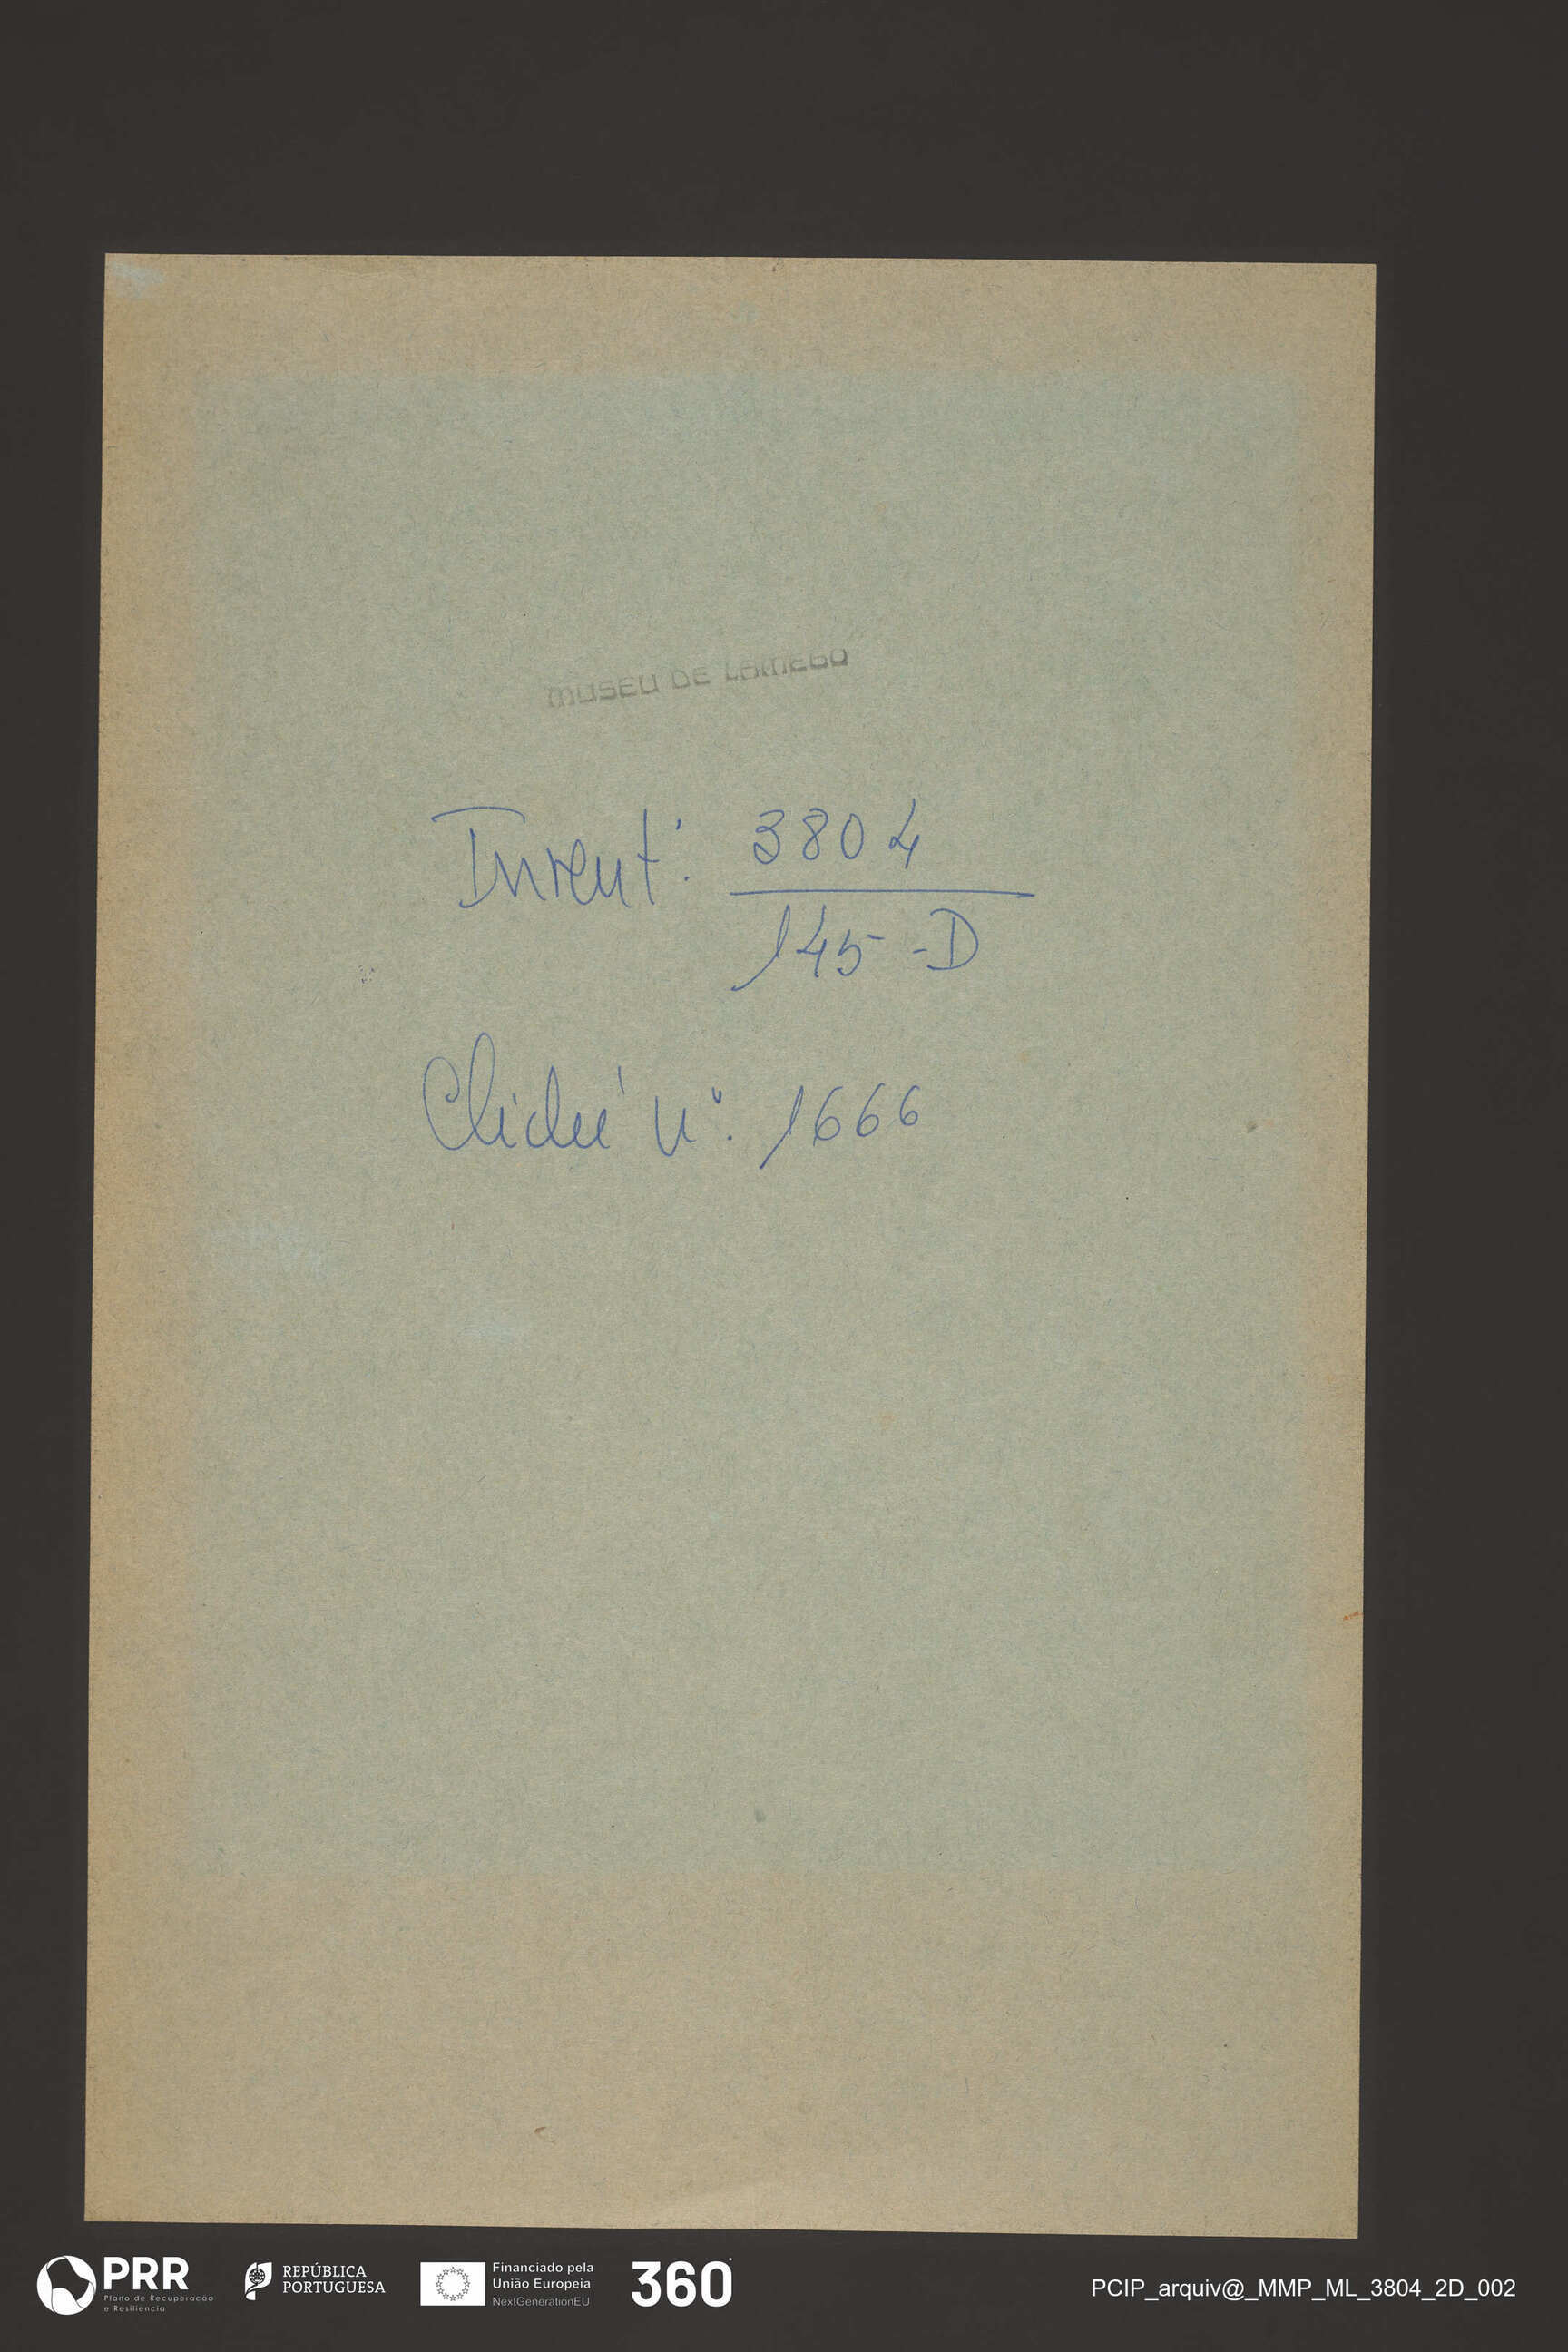 MUSEU DE LAMEGO
Invent.: 3804
145-D
Cliché nº. 1666
PRR
Plano de Recuperação
e Resiliência
REPÚBLICA
PORTUGUESA
Financiado pela
União Europeia
NextGenerationEU
360
PCIP_arquiv@_MMP_ML_3804_2D_002